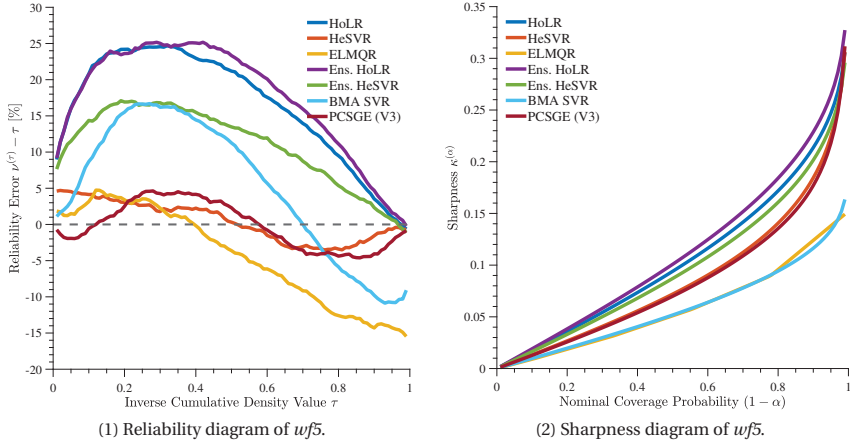 30
25
20
15
10
5
0
-5
-10
-15
-20
0
0.2
0.4
0.6
0.8
1
Reliability Error ν^(τ) − τ [%]
Inverse Cumulative Density Value τ
HoLR
HeSVR
ELMQR
Ens. HoLR
Ens. HeSVR
BMA SVR
PCSGE (V3)
(1) Reliability diagram of wf5.
0.35
0.3
0.25
0.2
0.15
0.1
0.05
0
0
0.2
0.4
0.6
0.8
1
Sharpness κ^(α)
Nominal Coverage Probability (1 − α)
HoLR
HeSVR
ELMQR
Ens. HoLR
Ens. HeSVR
BMA SVR
PCSGE (V3)
(2) Sharpness diagram of wf5.